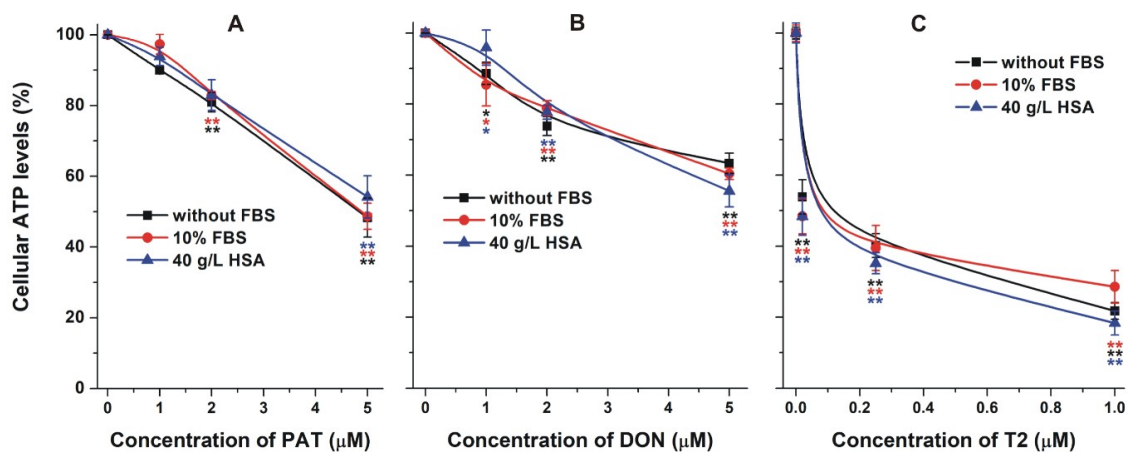 A
B
C
Cellular ATP levels (%)
100
80
60
40
20
0
without FBS
10% FBS
40 g/L HSA
**
**
**
**
**
0 1 2 3 4 5
Concentration of PAT (μM)
*
*
*
**
**
**
without FBS
10% FBS
40 g/L HSA
**
**
**
0 1 2 3 4 5
Concentration of DON (μM)
without FBS
10% FBS
40 g/L HSA
**
**
**
**
**
**
**
**
**
0.0 0.2 0.4 0.6 0.8 1.0
Concentration of T2 (μM)